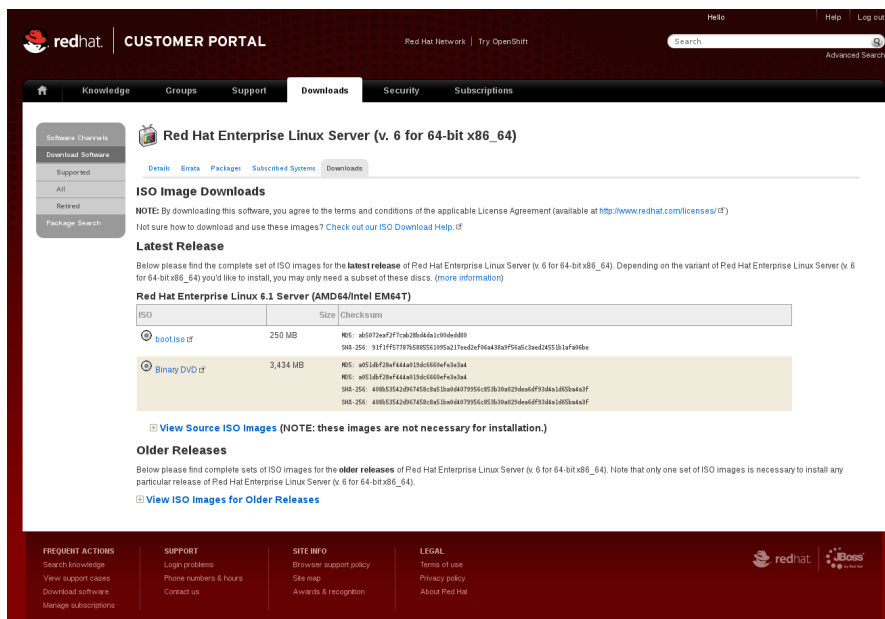 Hello Help Log out
redhat. CUSTOMER PORTAL
Red Hat Network Try OpenShift
Search
Advanced Search
Knowledge Groups Support Downloads Security Subscriptions
Software Channels
Download Software
Supported
All
Retired
Package Search
Red Hat Enterprise Linux Server (v. 6 for 64-bit x86_64)
Details Errata Packages Subscribed Systems Downloads
ISO Image Downloads
NOTE: By downloading this software, you agree to the terms and conditions of the applicable License Agreement (available at http://www.redhat.com/licenses/ )
Not sure how to download and use these images? Check out our ISO Download Help.
Latest Release
Below please find the complete set of ISO images for the latest release of Red Hat Enterprise Linux Server (v. 6 for 64-bit x86_64). Depending on the variant of Red Hat Enterprise Linux Server (v. 6
for 64-bit x86_64) you'd like to install, you may only need a subset of these discs. (more information)
Red Hat Enterprise Linux 6.1 Server (AMD64/Intel EM64T)
ISO Size Checksum
boot.iso 250 MB MD5: ab5072eaf2f7cab28bd4da1c00dedd80
SHA-256: 91f1ff57787b5885561095a217eed2ef06a438a9f56a5c3aed24551b1afa06be
Binary DVD 3,434 MB MD5: a051dbf28ef444a019dc6660efe3e3a4
MD5: a051dbf28ef444a019dc6660efe3e3a4
SHA-256: 408b53542d967458c8a51ba0d4079956c853b30a029dea6df93d4a1d65ba4a3f
SHA-256: 408b53542d967458c8a51ba0d4079956c853b30a029dea6df93d4a1d65ba4a3f
View Source ISO Images (NOTE: these images are not necessary for installation.)
Older Releases
Below please find complete sets of ISO images for the older releases of Red Hat Enterprise Linux Server (v. 6 for 64-bit x86_64). Note that only one set of ISO images is necessary to install any
particular release of Red Hat Enterprise Linux Server (v. 6 for 64-bit x86_64).
View ISO Images for Older Releases
FREQUENT ACTIONS
Search knowledge
View support cases
Download software
Manage subscriptions
SUPPORT
Login problems
Phone numbers & hours
Contact us
SITE INFO
Browser support policy
Site map
Awards & recognition
LEGAL
Terms of use
Privacy policy
About Red Hat
redhat. JBoss
by Red Hat